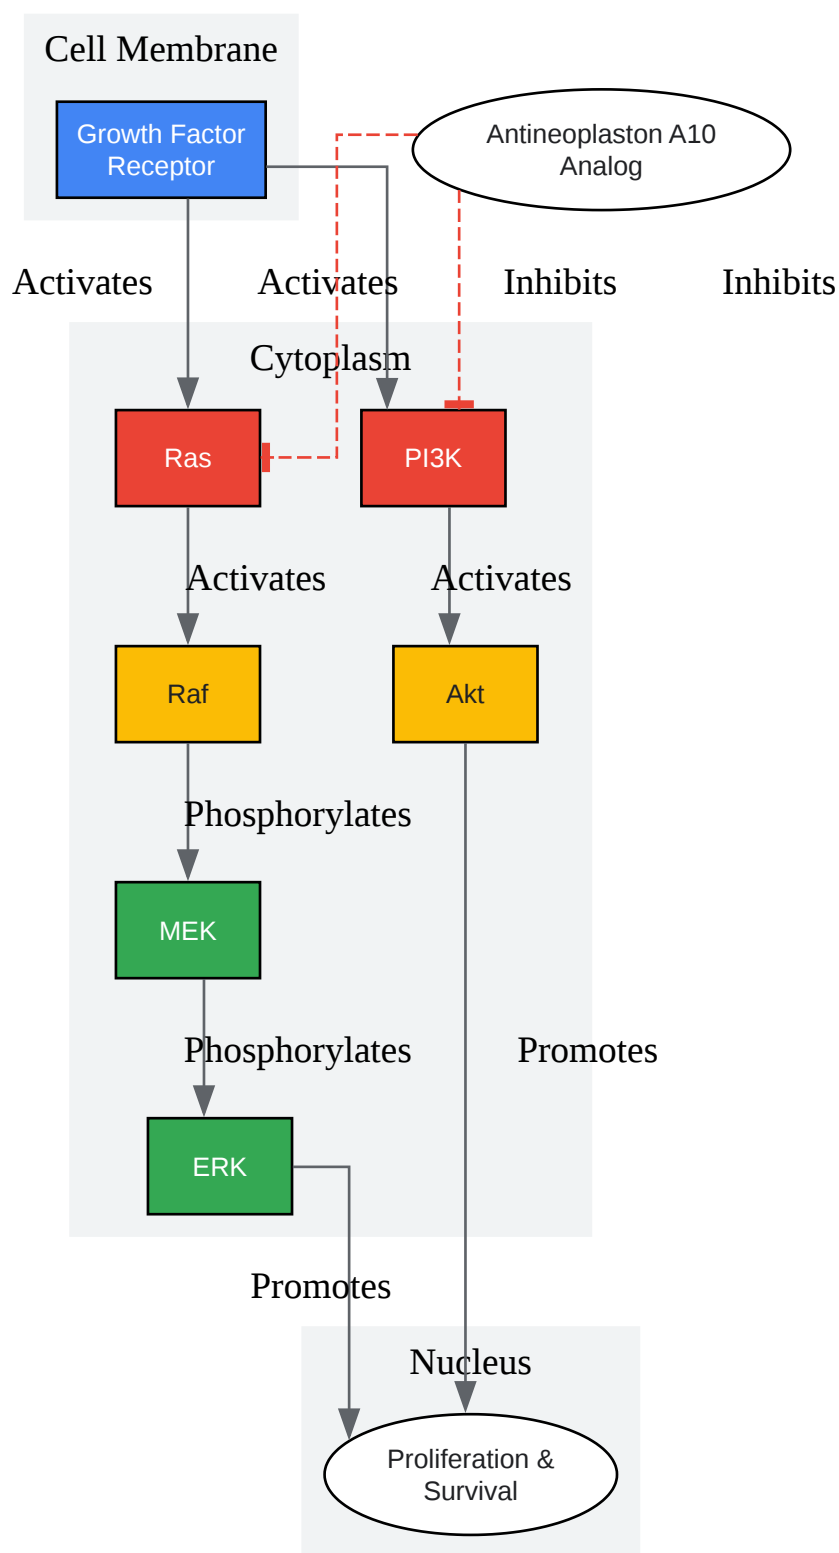 Cell Membrane
Growth Factor
Receptor
Antineoplaston A10
Analog
Activates
Activates
Inhibits
Inhibits
Cytoplasm
Ras
PI3K
Activates
Activates
Raf
Akt
Phosphorylates
MEK
Phosphorylates
Promotes
ERK
Promotes
Nucleus
Proliferation &
Survival